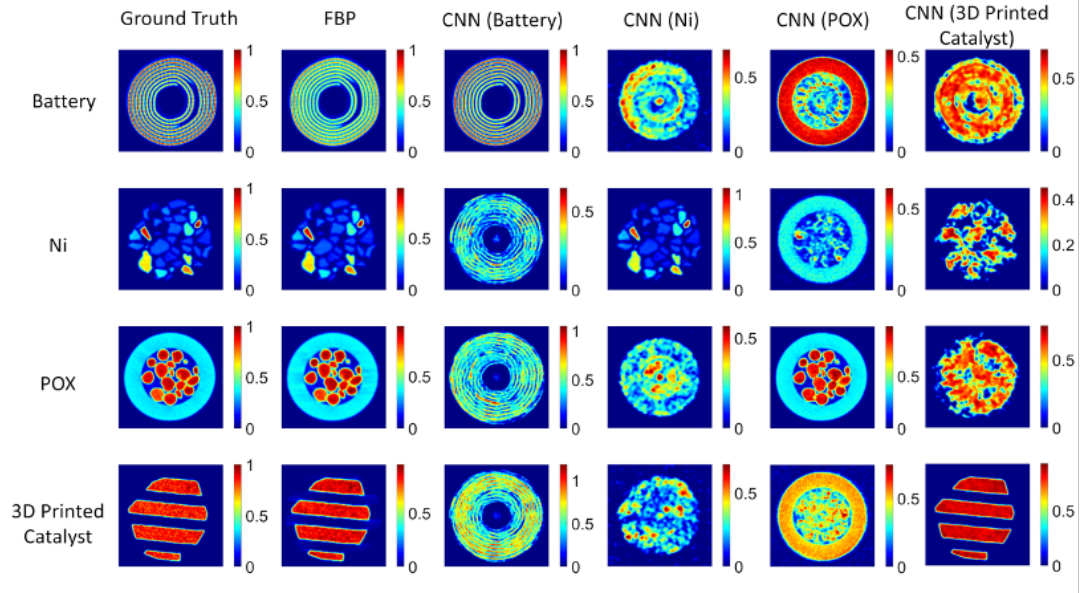 Ground Truth FBP CNN (Battery) CNN (Ni) CNN (POX) CNN (3D Printed
Catalyst)
Battery 1 0.5 0 1 0.5 0 1 0.5 0 0.5 0 0.5 0 0.5 0
Ni 1 0.5 0 1 0.5 0 0.5 0 1 0.5 0 0.5 0 0.4 0.2 0
POX 1 0.5 0 1 0.5 0 1 0.5 0 0.5 0 0.5 0 0.5 0
3D Printed
Catalyst 1 0.5 0 1 0.5 0 1 0.5 0 0.5 0 0.5 0 0.5 0